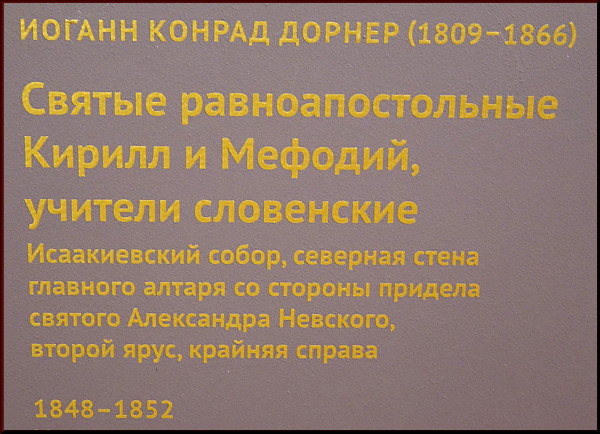 ИОГАНН КОНРАД ДОРНЕР (1809–1866)
Святые равноапостольные
Кирилл и Мефодий,
учители словенские
Исаакиевский собор, северная стена
главного алтаря со стороны придела
святого Александра Невского,
второй ярус, крайняя справа
1848–1852